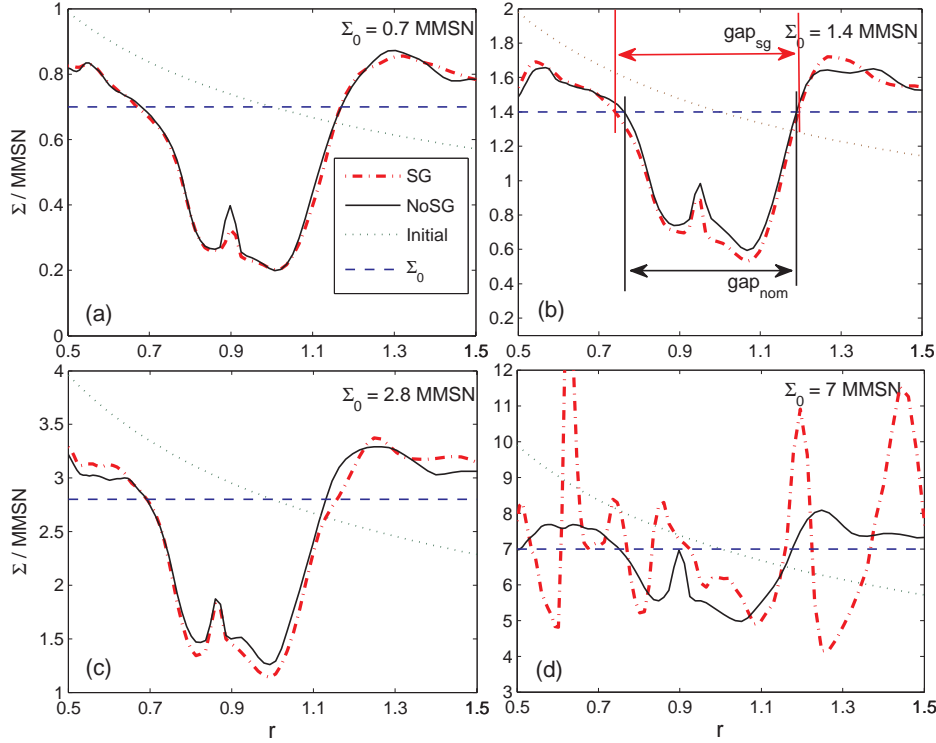 Σ₀ = 0.7 MMSN
1
0.8
0.6
0.4
0.2
0
Σ / MMSN
SG
NoSG
Initial
Σ₀
(a)
0.5 0.7 0.9 1.1 1.3 1.5
gap_sg
Σ₀ = 1.4 MMSN
2
1.8
1.6
1.4
1.2
1
0.8
0.6
0.4
0.2
gap_nom
(b)
0.5 0.7 0.9 1.1 1.3 1.5
Σ₀ = 2.8 MMSN
4
3.5
3
2.5
2
1.5
1
0.5
Σ / MMSN
(c)
0.5 0.7 0.9 1.1 1.3 1.5
r
Σ₀ = 7 MMSN
12
11
10
9
8
7
6
5
4
3
(d)
0.5 0.7 0.9 1.1 1.3 1.5
r